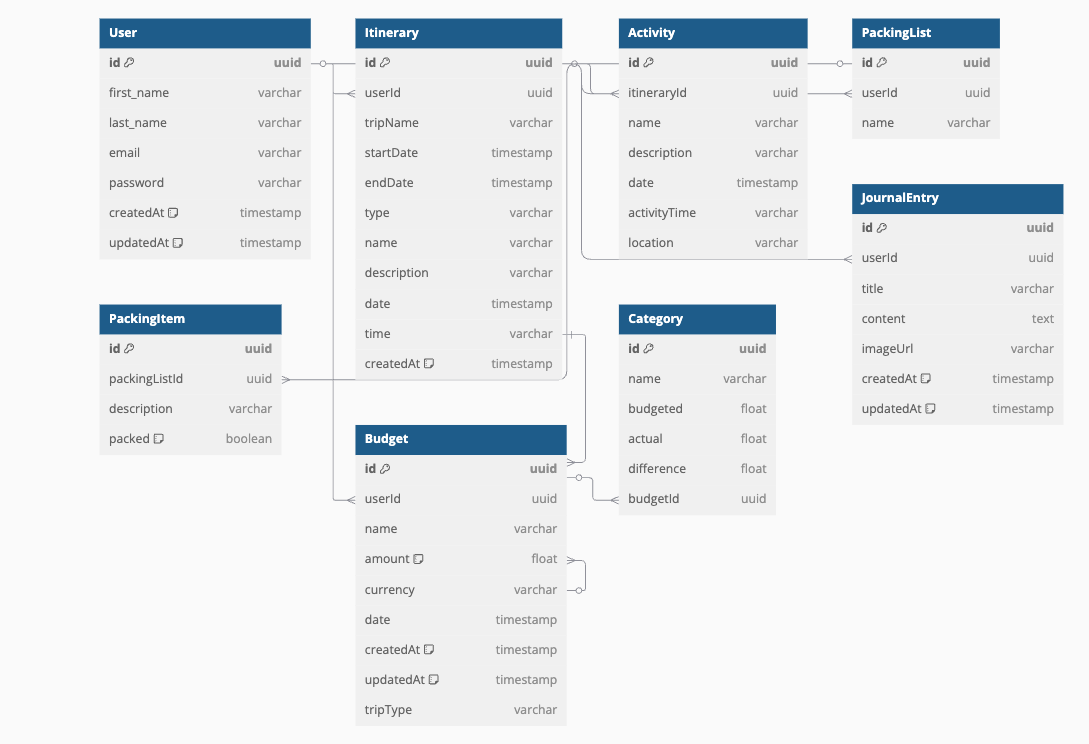 User
id uuid
first_name varchar
last_name varchar
email varchar
password varchar
createdAt timestamp
updatedAt timestamp
Itinerary
id uuid
userId uuid
tripName varchar
startDate timestamp
endDate timestamp
type varchar
name varchar
description varchar
date timestamp
time varchar
createdAt timestamp
Activity
id uuid
itineraryId uuid
name varchar
description varchar
date timestamp
activityTime varchar
location varchar
PackingList
id uuid
userId uuid
name varchar
JournalEntry
id uuid
userId uuid
title varchar
content text
imageUrl varchar
createdAt timestamp
updatedAt timestamp
PackingItem
id uuid
packingListId uuid
description varchar
packed boolean
Category
id uuid
name varchar
budgeted float
actual float
difference float
budgetId uuid
Budget
id uuid
userId uuid
name varchar
amount float
currency varchar
date timestamp
createdAt timestamp
updatedAt timestamp
tripType varchar